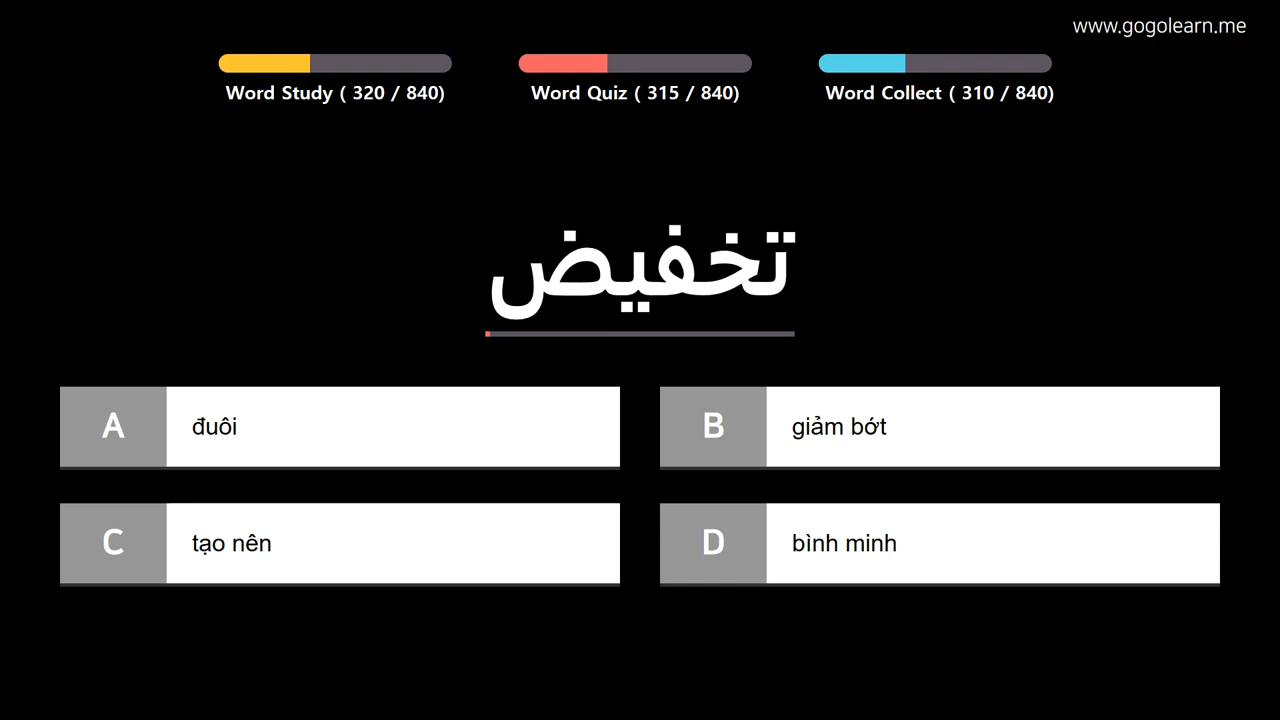 www.gogolearn.me
Word Study ( 320 / 840)
Word Quiz ( 315 / 840)
Word Collect ( 310 / 840)
تخفيض
A
đuôi
B
giảm bớt
C
tạo nên
D
bình minh